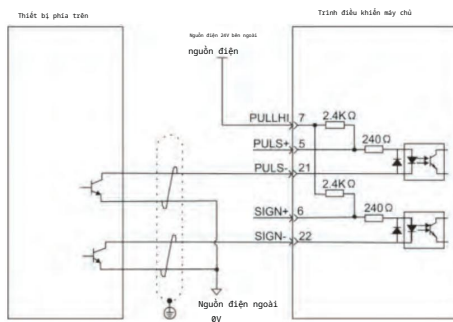 Thiết bị phía trên
Trình điều khiển máy chủ
Nguồn điện 24V bên ngoài
nguồn điện
PULLHI 7
2.4KΩ
PULS+ 5
240Ω
PULS- 21
2.4KΩ
SIGN+ 6
240Ω
SIGN- 22
Nguồn điện ngoài
0V